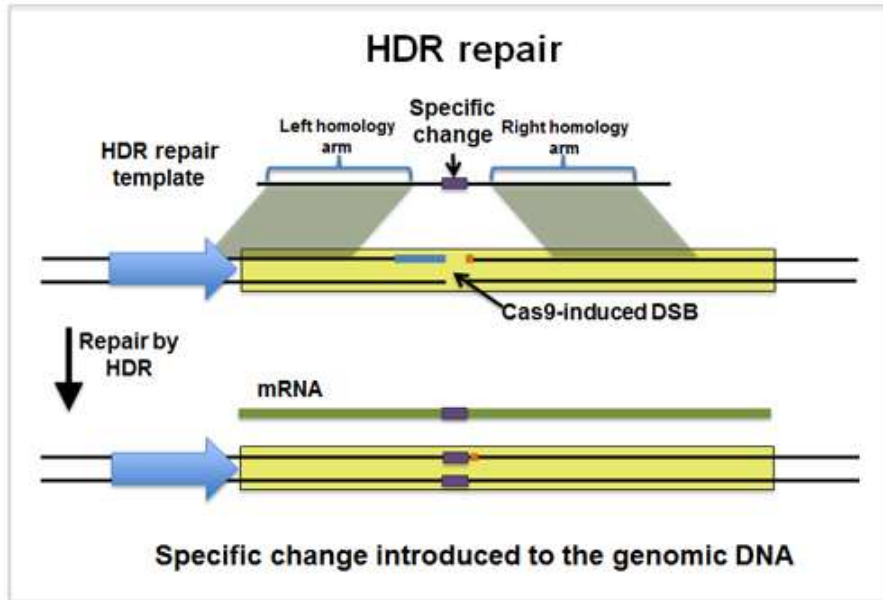 HDR repair
Specific
change
Left homology
arm
Right homology
arm
HDR repair
template
Cas9-induced DSB
Repair by
HDR
mRNA
Specific change introduced to the genomic DNA